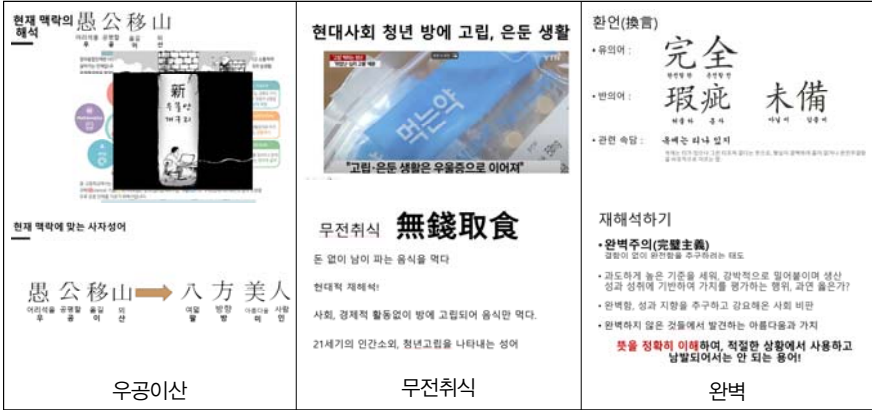 현재 맥락의 愚公移山
해석
어리석을 공평할 옮길 뫼
우 공 이 산
新
우물안
개구리
현재 맥락에 맞는 사자성어
愚公移山 八方美人
어리석을 공평할 옮길 뫼 여덟 방향 아름다울 사람
우 공 이 산 팔 방 미 인
우공이산
현대사회 청년 방에 고립, 은둔 생활
YTN
먹는약
"고립·은둔 생활은 우울증으로 이어져"
무전취식 無錢取食
돈 없이 남이 파는 음식을 먹다
현대적 재해석!
사회, 경제적 활동없이 방에 고립되어 음식만 먹다.
21세기의 인간소외, 청년고립을 나타내는 성어
무전취식
환언(換言)
• 유의어 : 完全
완전할 완 온전할 전
• 반의어 : 瑕疵 未備
허물 하 흠 자 아닐 미 갖출 비
• 관련 속담 : 옥에는 티나 있지
재해석하기
• 완벽주의(完璧主義)
결함이 없이 완전함을 추구하려는 태도
• 과도하게 높은 기준을 세워, 강박적으로 밀어붙이며 생산
성과 성취에 기반하여 가치를 평가하는 행위, 과연 옳은가?
• 완벽함, 성과 지향을 추구하고 강요해온 사회 비판
• 완벽하지 않은 것들에서 발견하는 아름다움과 가치
뜻을 정확히 이해하여, 적절한 상황에서 사용하고
남발되어서는 안 되는 용어!
완벽